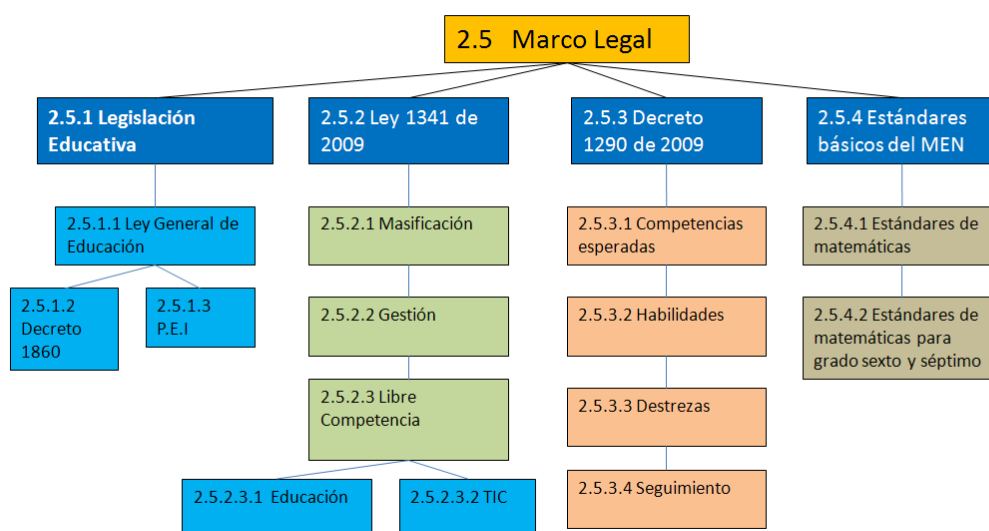 2.5 Marco Legal
2.5.1 Legislación
Educativa
2.5.2 Ley 1341 de
2009
2.5.3 Decreto
1290 de 2009
2.5.4 Estándares
básicos del MEN
2.5.1.1 Ley General de
Educación
2.5.2.1 Masificación
2.5.3.1 Competencias
esperadas
2.5.4.1 Estándares de
matemáticas
2.5.1.2
Decreto
1860
2.5.1.3
P.E.I
2.5.2.2 Gestión
2.5.3.2 Habilidades
2.5.4.2 Estándares de
matemáticas para
grado sexto y séptimo
2.5.2.3 Libre
Competencia
2.5.3.3 Destrezas
2.5.2.3.1 Educación
2.5.2.3.2 TIC
2.5.3.4 Seguimiento